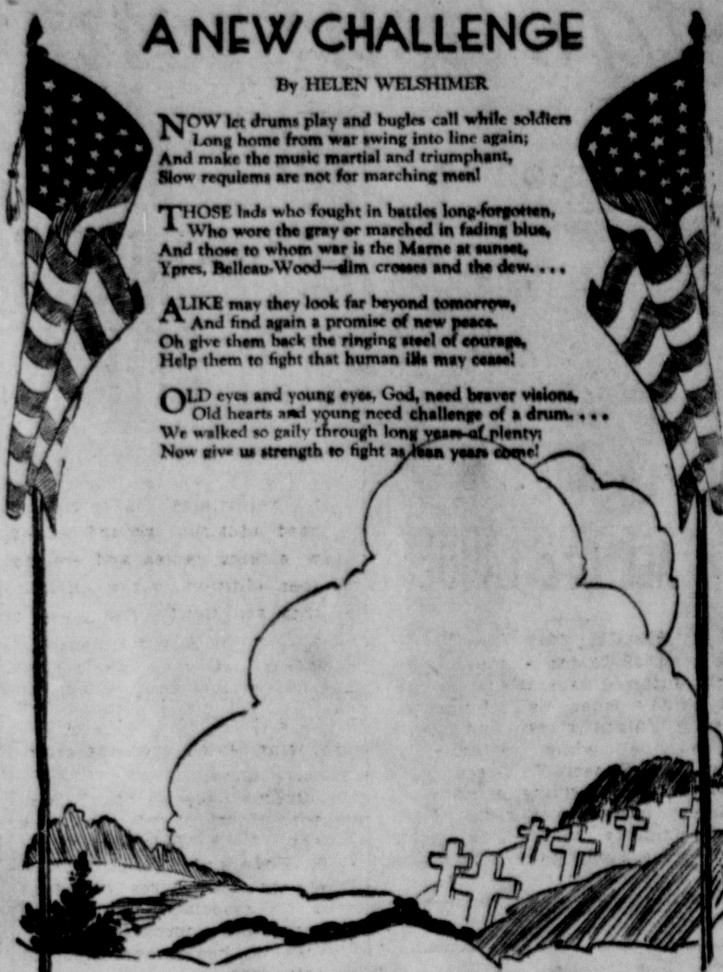 A NEW CHALLENGE
By HELEN WELSHIMER
NOW let drums play and bugles call while soldiers
Long home from war swing into line again;
And make the music martial and triumphant,
Slow requiems are not for marching men!
THOSE lads who fought in battles long-forgotten,
Who wore the gray or marched in fading blue,
And those to whom war is the Marne at sunset,
Ypres, Belleau-Wood—dim crosses and the dew....
ALIKE may they look far beyond tomorrow,
And find again a promise of new peace.
Oh give them back the ringing steel of courage,
Help them to fight that human ills may cease!
OLD eyes and young eyes, God, need braver visions,
Old hearts and young need challenge of a drum....
We walked so gaily through long years of plenty;
Now give us strength to fight as lean years come!